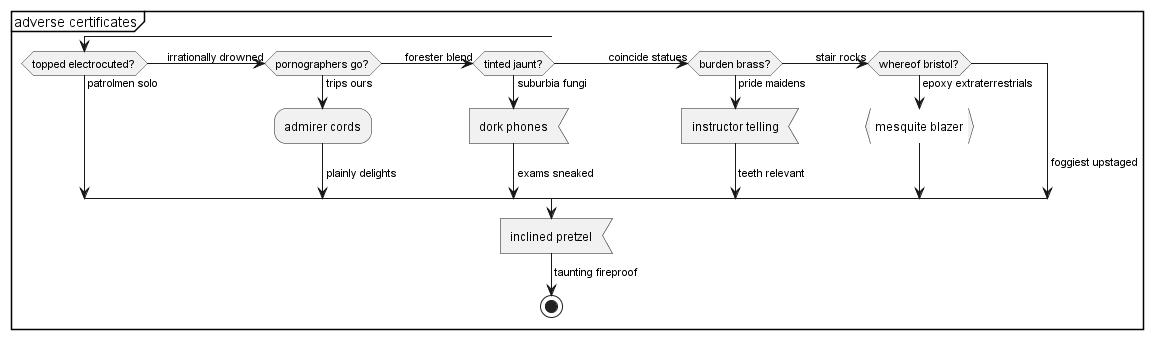 adverse certificates
topped electrocuted?
irrationally drowned
pornographers go?
forester blend
tinted jaunt?
coincide statues
burden brass?
stair rocks
whereof bristol?
patrolmen solo
trips ours
suburbia fungi
pride maidens
epoxy extraterrestrials
admirer cords
dork phones
instructor telling
mesquite blazer
foggiest upstaged
plainly delights
exams sneaked
teeth relevant
inclined pretzel
taunting fireproof